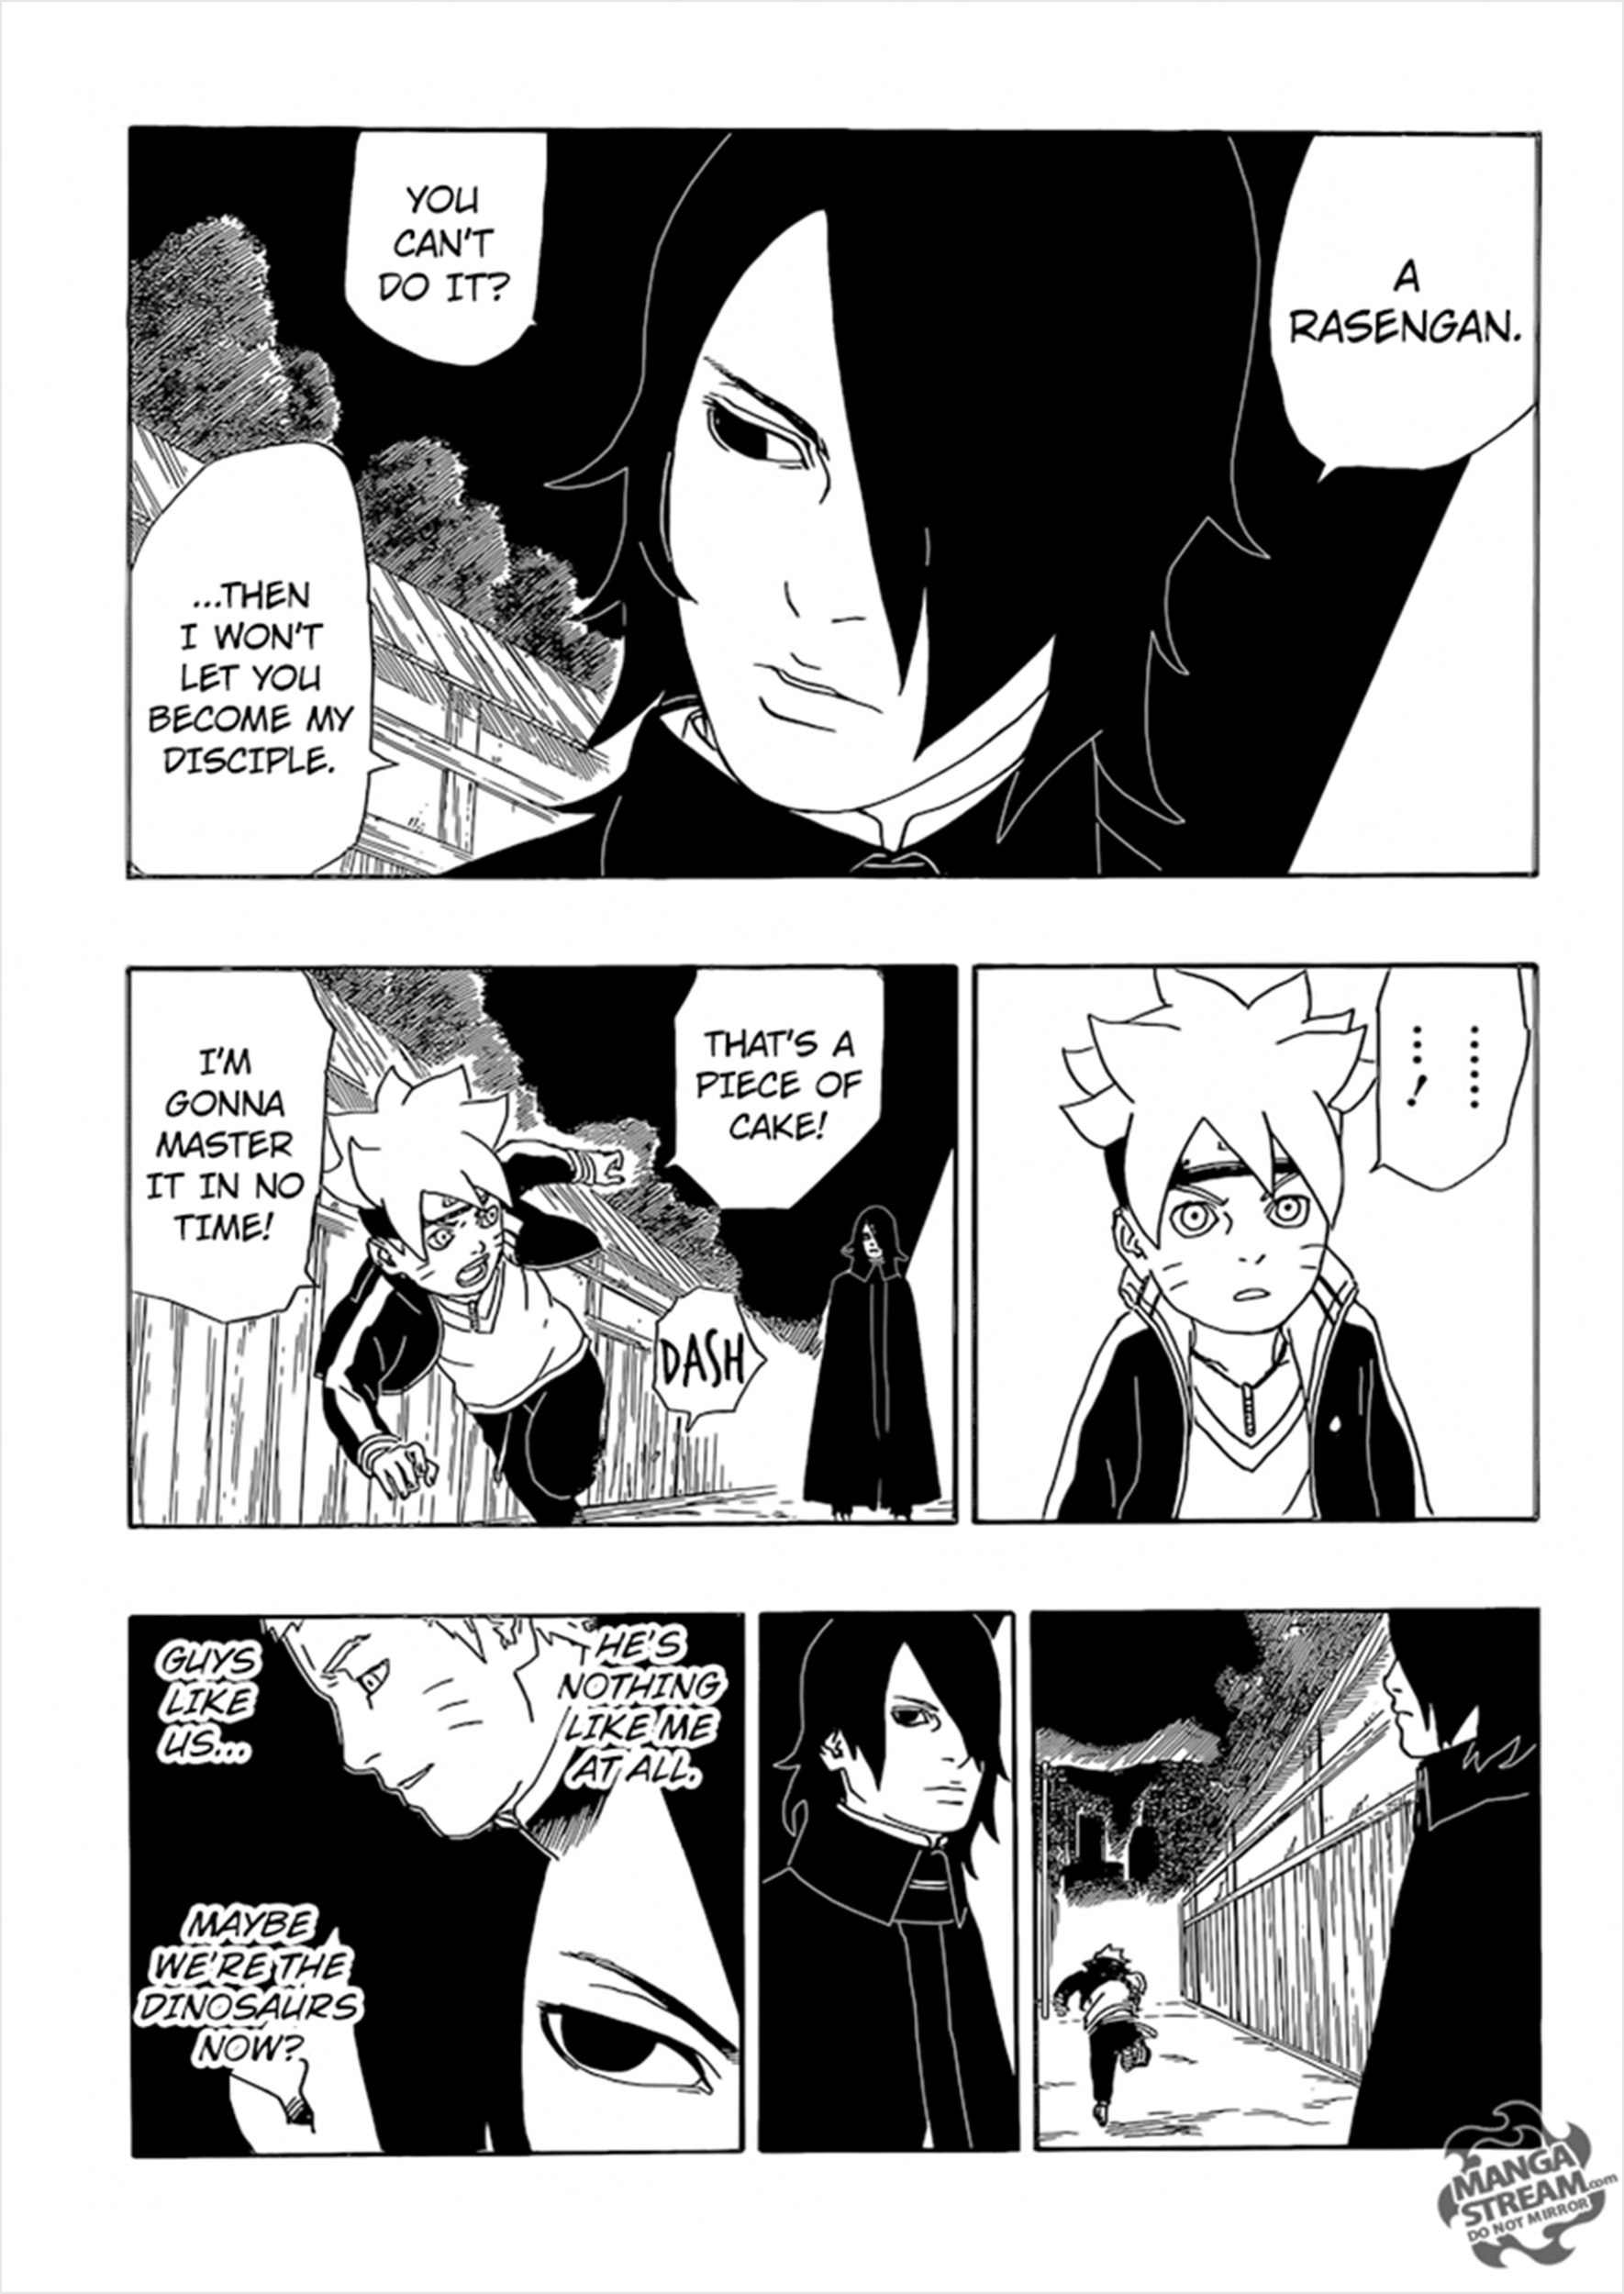 A
RASENGAN.
YOU
CAN'T
DO IT?
...THEN
I WON'T
LET YOU
BECOME MY
DISCIPLE.
......
...!
THAT'S A
PIECE OF
CAKE!
DASH
I'M
GONNA
MASTER
IT IN NO
TIME!
HE'S
NOTHING
LIKE ME
AT ALL.
GUYS
LIKE
US...
MAYBE
WE'RE THE
DINOSAURS
NOW?
MANGA
STREAM.com
DO NOT MIRROR